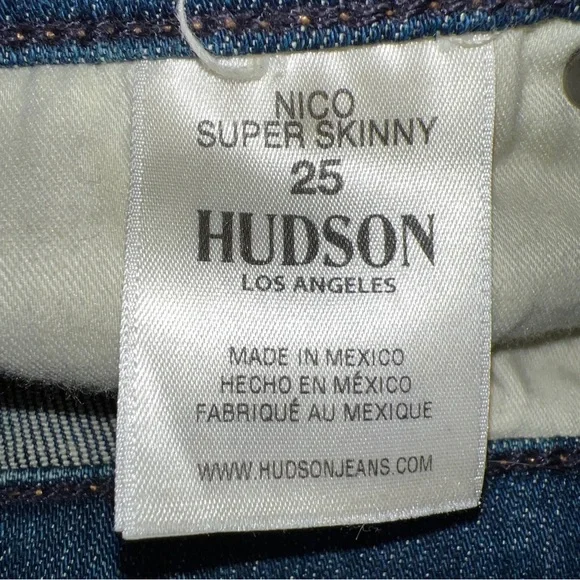 NICO
SUPER SKINNY
25
HUDSON
LOS ANGELES
MADE IN MEXICO
HECHO EN MÉXICO
FABRIQUÉ AU MEXIQUE
WWW.HUDSONJEANS.COM